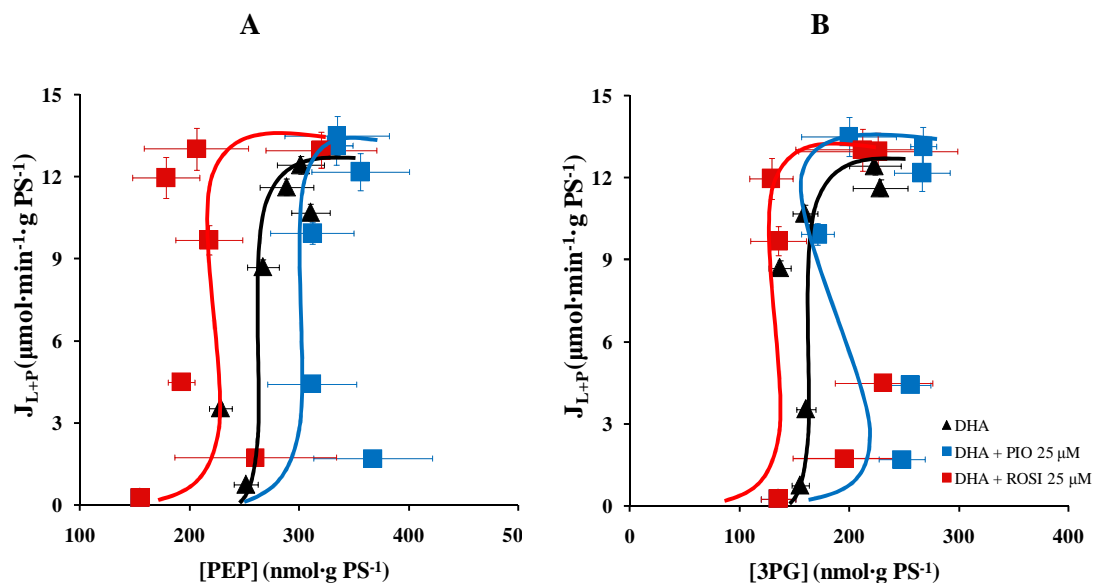 A
B
J_L+P (µmol·min⁻¹·g PS⁻¹)
15
12
9
6
3
0
100
200
300
400
50
[PEP] (nmol·g PS⁻¹)
J_L+P (µmol·min⁻¹·g PS⁻¹)
15
12
9
6
3
0
0
100
200
300
400
[3PG] (nmol·g PS⁻¹)
DHA
DHA + PIO 25 µM
DHA + ROSI 25 µM